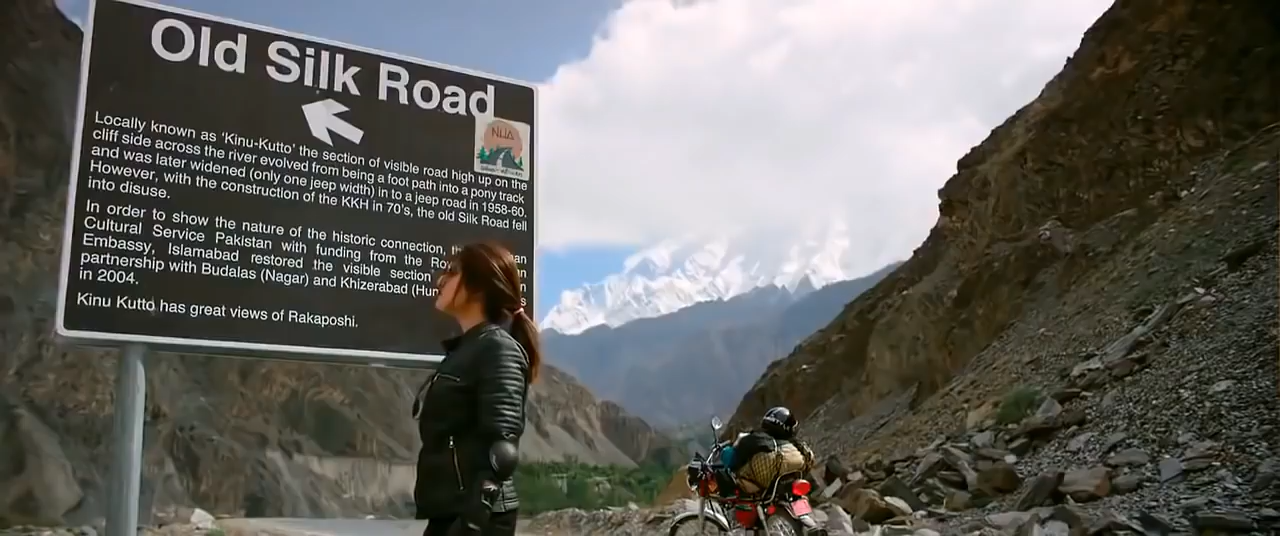 Old Silk Road
NHA
Locally known as 'Kinu-Kutto' the section of visible road high up on the
cliff side across the river evolved from being a foot path into a pony track
and was later widened (only one jeep width) in to a jeep road in 1958-60.
However, with the construction of the KKH in 70's, the old Silk Road fell
into disuse.
In order to show the nature of the historic connection,
Cultural Service Pakistan with funding from the
Embassy, Islamabad restored the visible section
partnership with Budalas (Nagar) and Khizerabad
in 2004.
Kinu Kutto has great views of Rakaposhi.